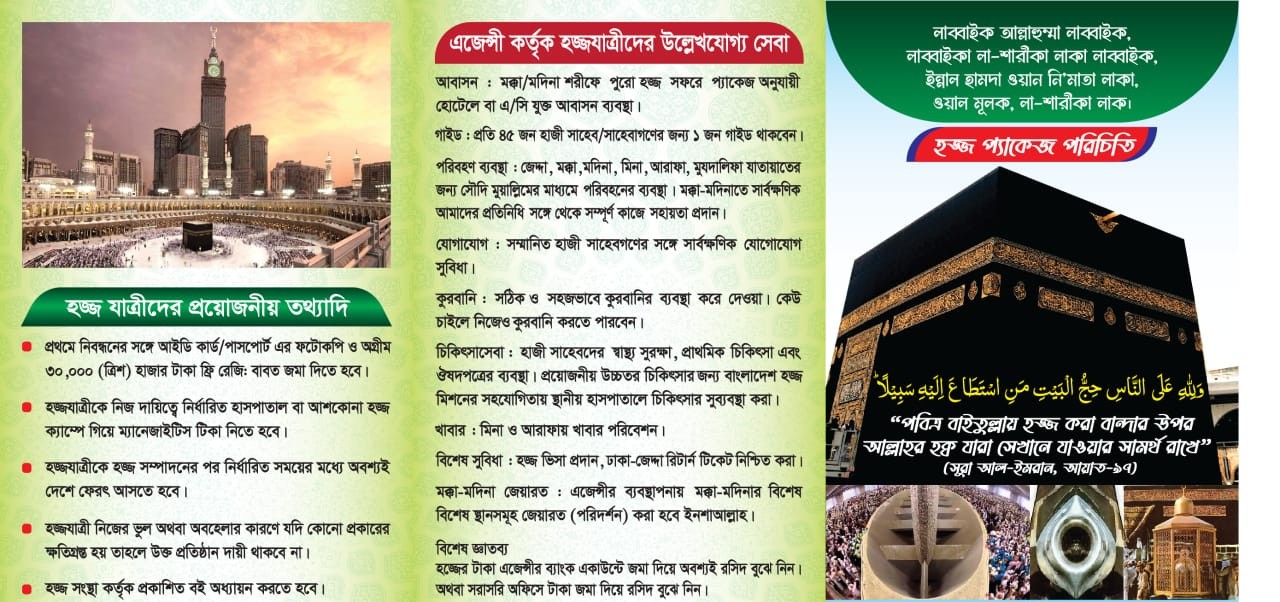 হজ্জ যাত্রীদের প্রয়োজনীয় তথ্যাদি
প্রথমে নিবন্ধনের সঙ্গে আইডি কার্ড/পাসপোর্ট এর ফটোকপি ও অগ্রীম
৩০,০০০ (ত্রিশ) হাজার টাকা ফ্রি রেজি: বাবত জমা দিতে হবে।
হজ্জযাত্রীকে নিজ দায়িত্বে নির্ধারিত হাসপাতাল বা আশকোনা হজ্জ
ক্যাম্পে গিয়ে ম্যানেজাইটিস টিকা নিতে হবে।
হজ্জযাত্রীকে হজ্জ সম্পাদনের পর নির্ধারিত সময়ের মধ্যে অবশ্যই
দেশে ফেরৎ আসতে হবে।
হজ্জযাত্রী নিজের ভুল অথবা অবহেলার কারণে যদি কোনো প্রকারের
ক্ষতিগ্রস্ত হয় তাহলে উক্ত প্রতিষ্ঠান দায়ী থাকবে না।
হজ্জ সংস্থা কর্তৃক প্রকাশিত বই অধ্যায়ন করতে হবে।
এজেন্সী কর্তৃক হজ্জযাত্রীদের উল্লেখযোগ্য সেবা
আবাসন : মক্কা/মদিনা শরীফে পুরো হজ্জ সফরে প্যাকেজ অনুযায়ী
হোটেলে বা এ/সি যুক্ত আবাসন ব্যবস্থা।
গাইড : প্রতি ৪৫ জন হাজী সাহেব/সাহেবাগণের জন্য ১ জন গাইড থাকবেন।
পরিবহণ ব্যবস্থা : জেদ্দা, মক্কা,মদিনা, মিনা, আরাফা, মুযদালিফা যাতায়াতের
জন্য সৌদি মুয়াল্লিমের মাধ্যমে পরিবহনের ব্যবস্থা। মক্কা-মদিনাতে সার্বক্ষণিক
আমাদের প্রতিনিধি সঙ্গে থেকে সম্পূর্ণ কাজে সহায়তা প্রদান।
যোগাযোগ : সম্মানিত হাজী সাহেবগণের সঙ্গে সার্বক্ষণিক যোগোযোগ
সুবিধা।
কুরবানি : সঠিক ও সহজভাবে কুরবানির ব্যবস্থা করে দেওয়া। কেউ
চাইলে নিজেও কুরবানি করতে পারবেন।
চিকিৎসাসেবা : হাজী সাহেবদের স্বাস্থ্য সুরক্ষা, প্রাথমিক চিকিৎসা এবং
ঔষদপত্রের ব্যবস্থা। প্রয়োজনীয় উচ্চতর চিকিৎসার জন্য বাংলাদেশ হজ্জ
মিশনের সহযোগিতায় স্থানীয় হাসপাতালে চিকিৎসার সুব্যবস্থা করা।
খাবার : মিনা ও আরাফায় খাবার পরিবেশন।
বিশেষ সুবিধা : হজ্জ ভিসা প্রদান, ঢাকা-জেদ্দা রিটার্ন টিকেট নিশ্চিত করা।
মক্কা-মদিনা জেয়ারত : এজেন্সীর ব্যবস্থাপনায় মক্কা-মদিনার বিশেষ
বিশেষ স্থানসমূহ জেয়ারত (পরিদর্শন) করা হবে ইনশাআল্লাহ।
বিশেষ জ্ঞাতব্য
হজ্জের টাকা এজেন্সীর ব্যাংক একাউন্টে জমা দিয়ে অবশ্যই রসিদ বুঝে নিন।
অথবা সরাসরি অফিসে টাকা জমা দিয়ে রসিদ বুঝে নিন।
লাব্বাইক আল্লাহুম্মা লাব্বাইক,
লাব্বাইকা লা-শারীকা লাকা লাব্বাইক,
ইন্নাল হামদা ওয়ান নি'মাতা লাকা,
ওয়াল মূলক, লা-শারীকা লাক।
হজ্জ প্যাকেজ পরিচিতি
وَلِلّٰهِ عَلَى النَّاسِ حِجُّ الْبَيْتِ مَنِ اسْتَطَاعَ اِلَيْهِ سَبِيْلًا
“পবিত্র বাইতুল্লায় হজ্জ করা বান্দার উপর
আল্লাহর হক্ব যারা সেখানে যাওয়ার সামর্থ রাখে”
(সূরা আল-ইমরান, আয়াত-৯৭)